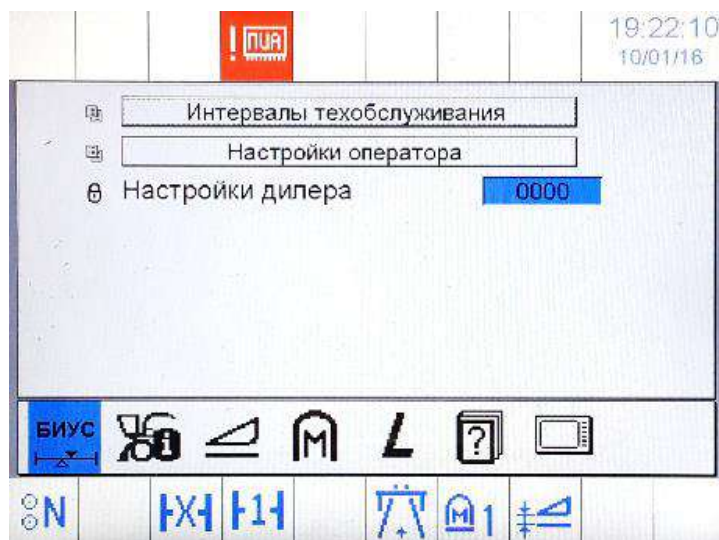 ! ПИА
19:22:10
10/01/16
Интервалы техобслуживания
Настройки оператора
Настройки дилера 0000
БИУС
M L ?
N X 1 M 1